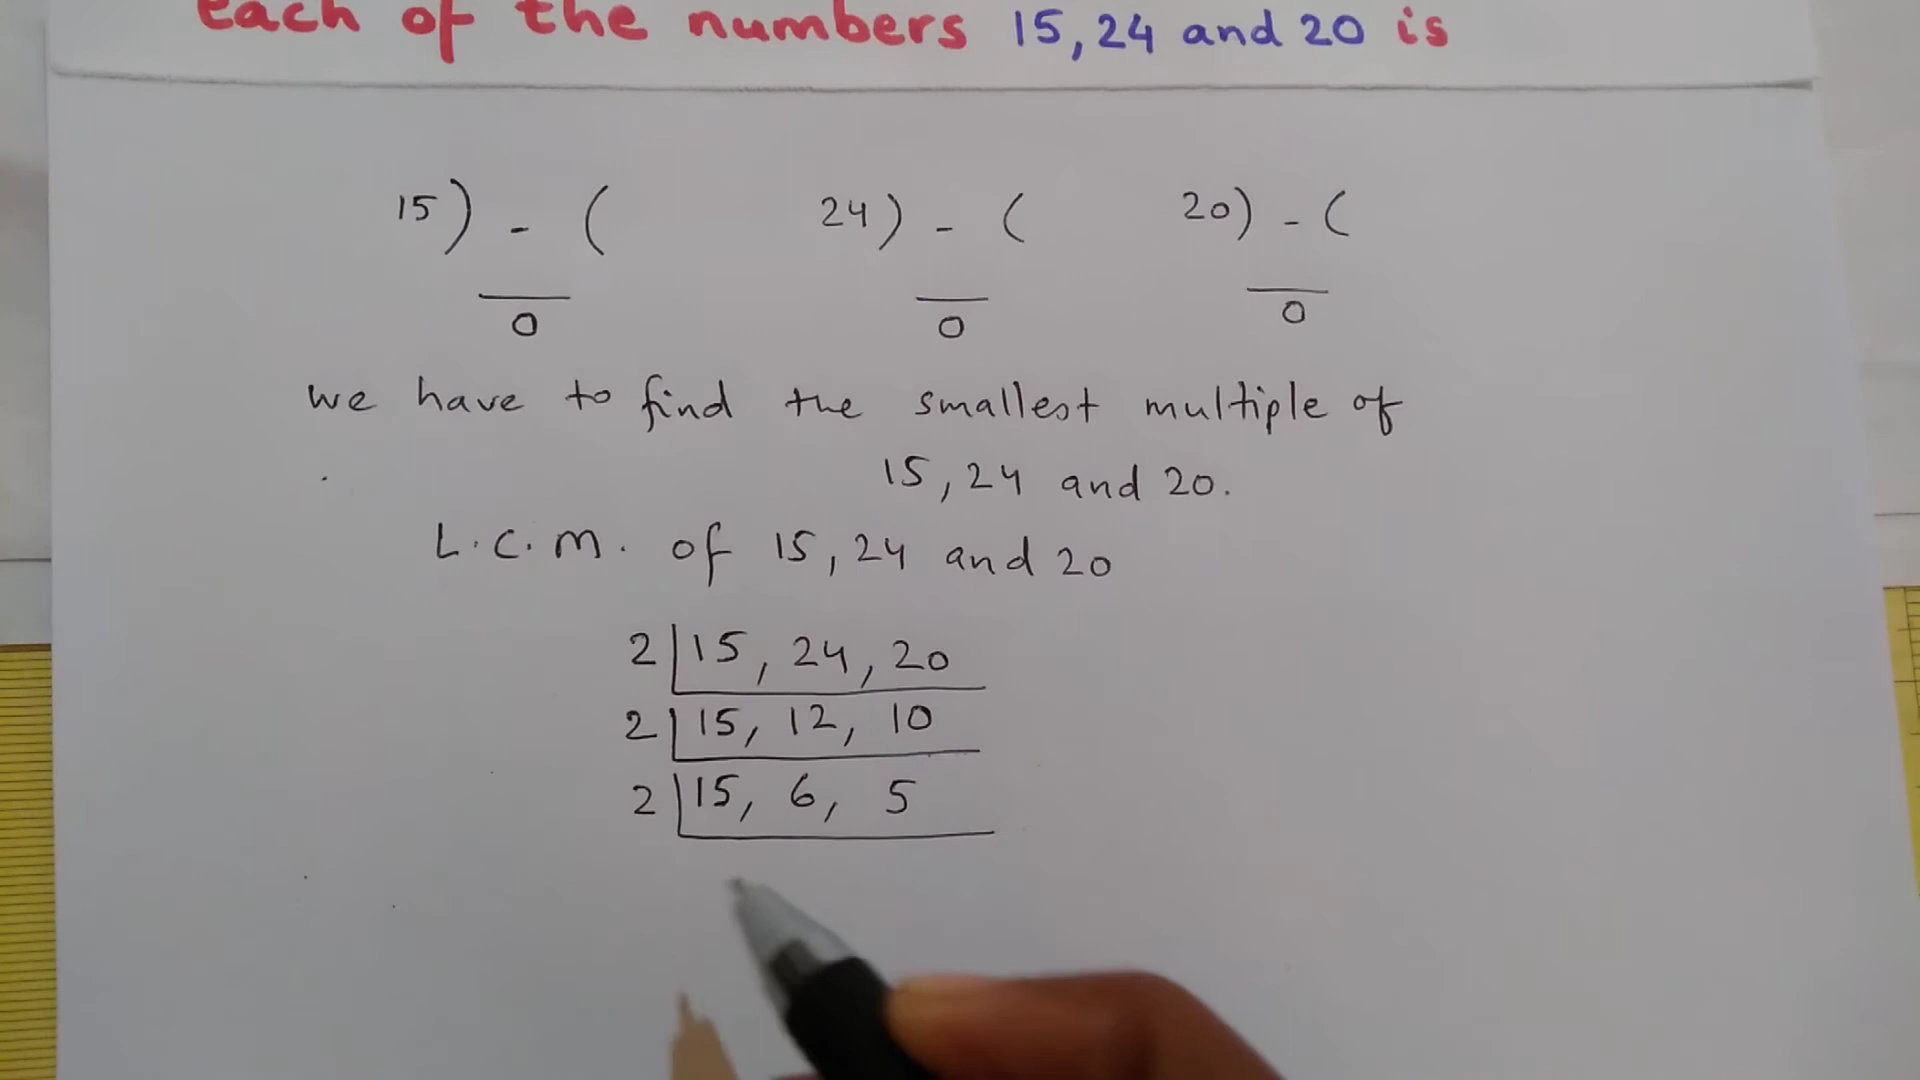 each of the numbers 15, 24 and 20 is
15) - ( 24) - ( 20) - (
0 0 0
we have to find the smallest multiple of
15, 24 and 20.
L.C.M. of 15, 24 and 20
2 | 15, 24, 20
2 | 15, 12, 10
2 | 15, 6, 5